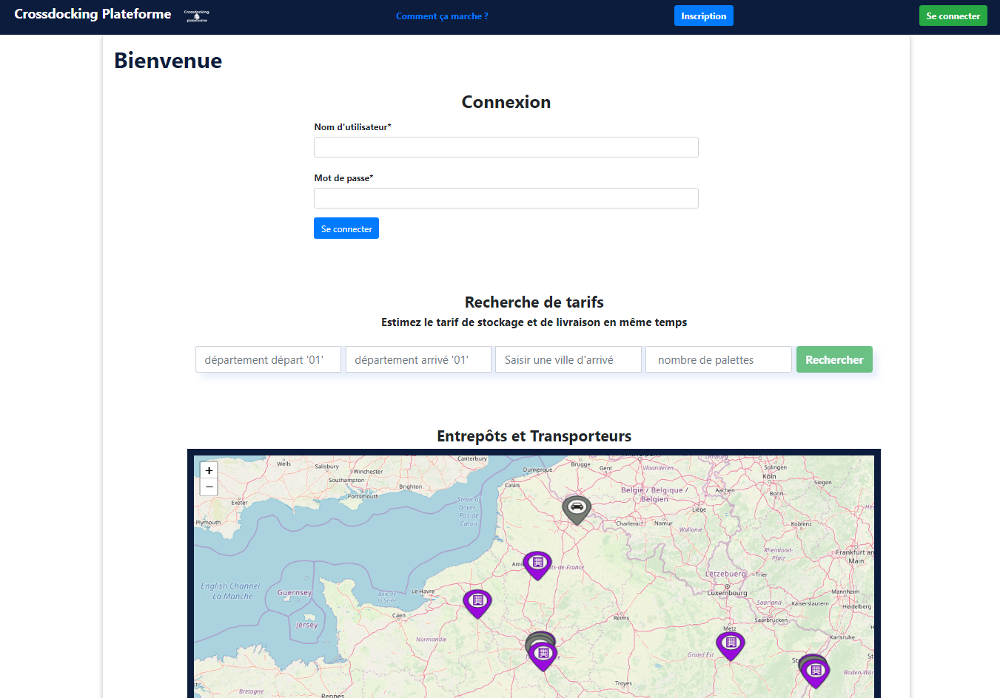 Crossdocking Plateforme
Crossdocking
plateforme
Comment ça marche ?
Inscription
Se connecter
Bienvenue
Connexion
Nom d'utilisateur*
Mot de passe*
Se connecter
Recherche de tarifs
Estimez le tarif de stockage et de livraison en même temps
département départ '01'
département arrivé '01'
Saisir une ville d'arrivé
nombre de palettes
Rechercher
Entrepôts et Transporteurs
+
−
Wells
Salisbury
Winchester
Southampton
Canterbury
Exeter
Portsmouth
Brighton
Plymouth
Strait of
Dover -
Pas de
Calais
Dunkerque
Calais
Brugge
Gent
Vlaanderen
Limburg
België / Belgique /
Belgien
Aachen
Solingen
Köln
Bonn
Siegen
Liège
Charleroi
Namur
Wallonie
Koblenz
Rheinland-
Pfalz
Frankfurt am
Main
ts-de-France
Lëtzebuerg
Trier
Luxembourg
Mannheim
Saarland
Kaiserslautern
Heidelberg
Saarbrücken
English Channel
- La Manche
Guernsey
Jersey
Baie de
la Seine
Le Havre
Caen
Normandie
Reims
Metz
Karlsruhe
Grand Est
Baden-Wür
Troyes
Bretagne
Rennes